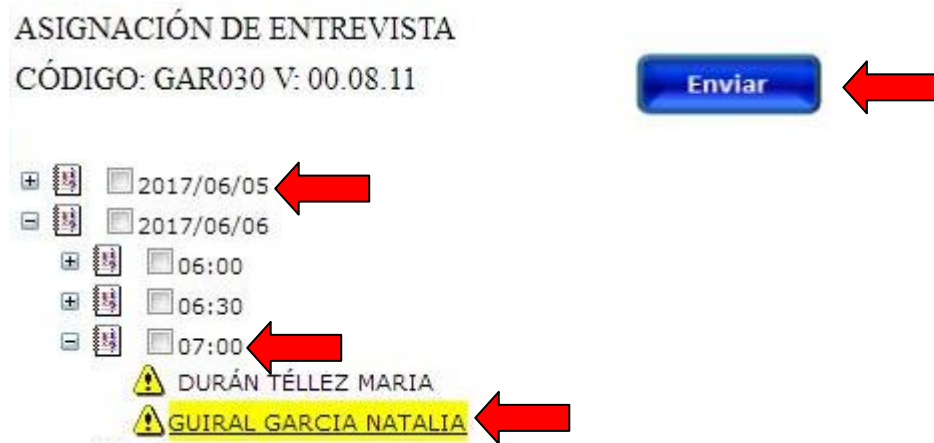 ASIGNACIÓN DE ENTREVISTA
CÓDIGO: GAR030 V: 00.08.11
Enviar
2017/06/05
2017/06/06
06:00
06:30
07:00
DURÁN TÉLLEZ MARIA
GUIRAL GARCIA NATALIA